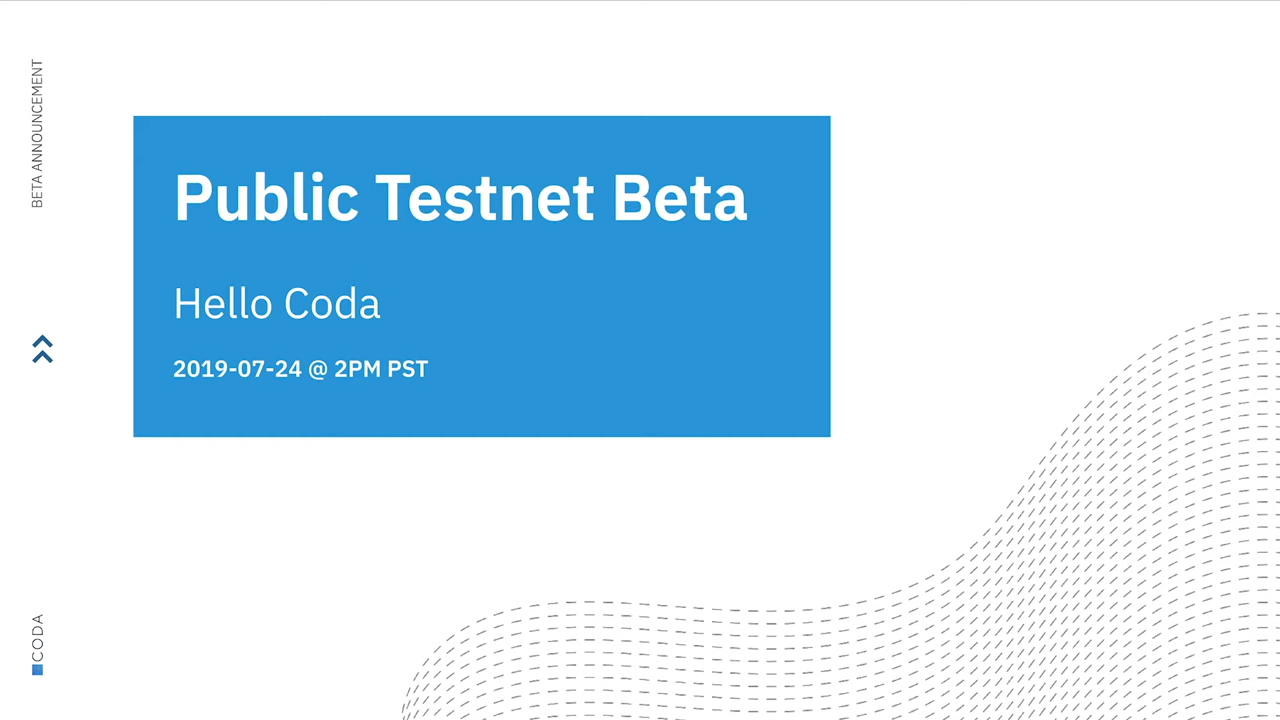 BETA ANNOUNCEMENT
Public Testnet Beta
Hello Coda
2019-07-24 @ 2PM PST
CODA